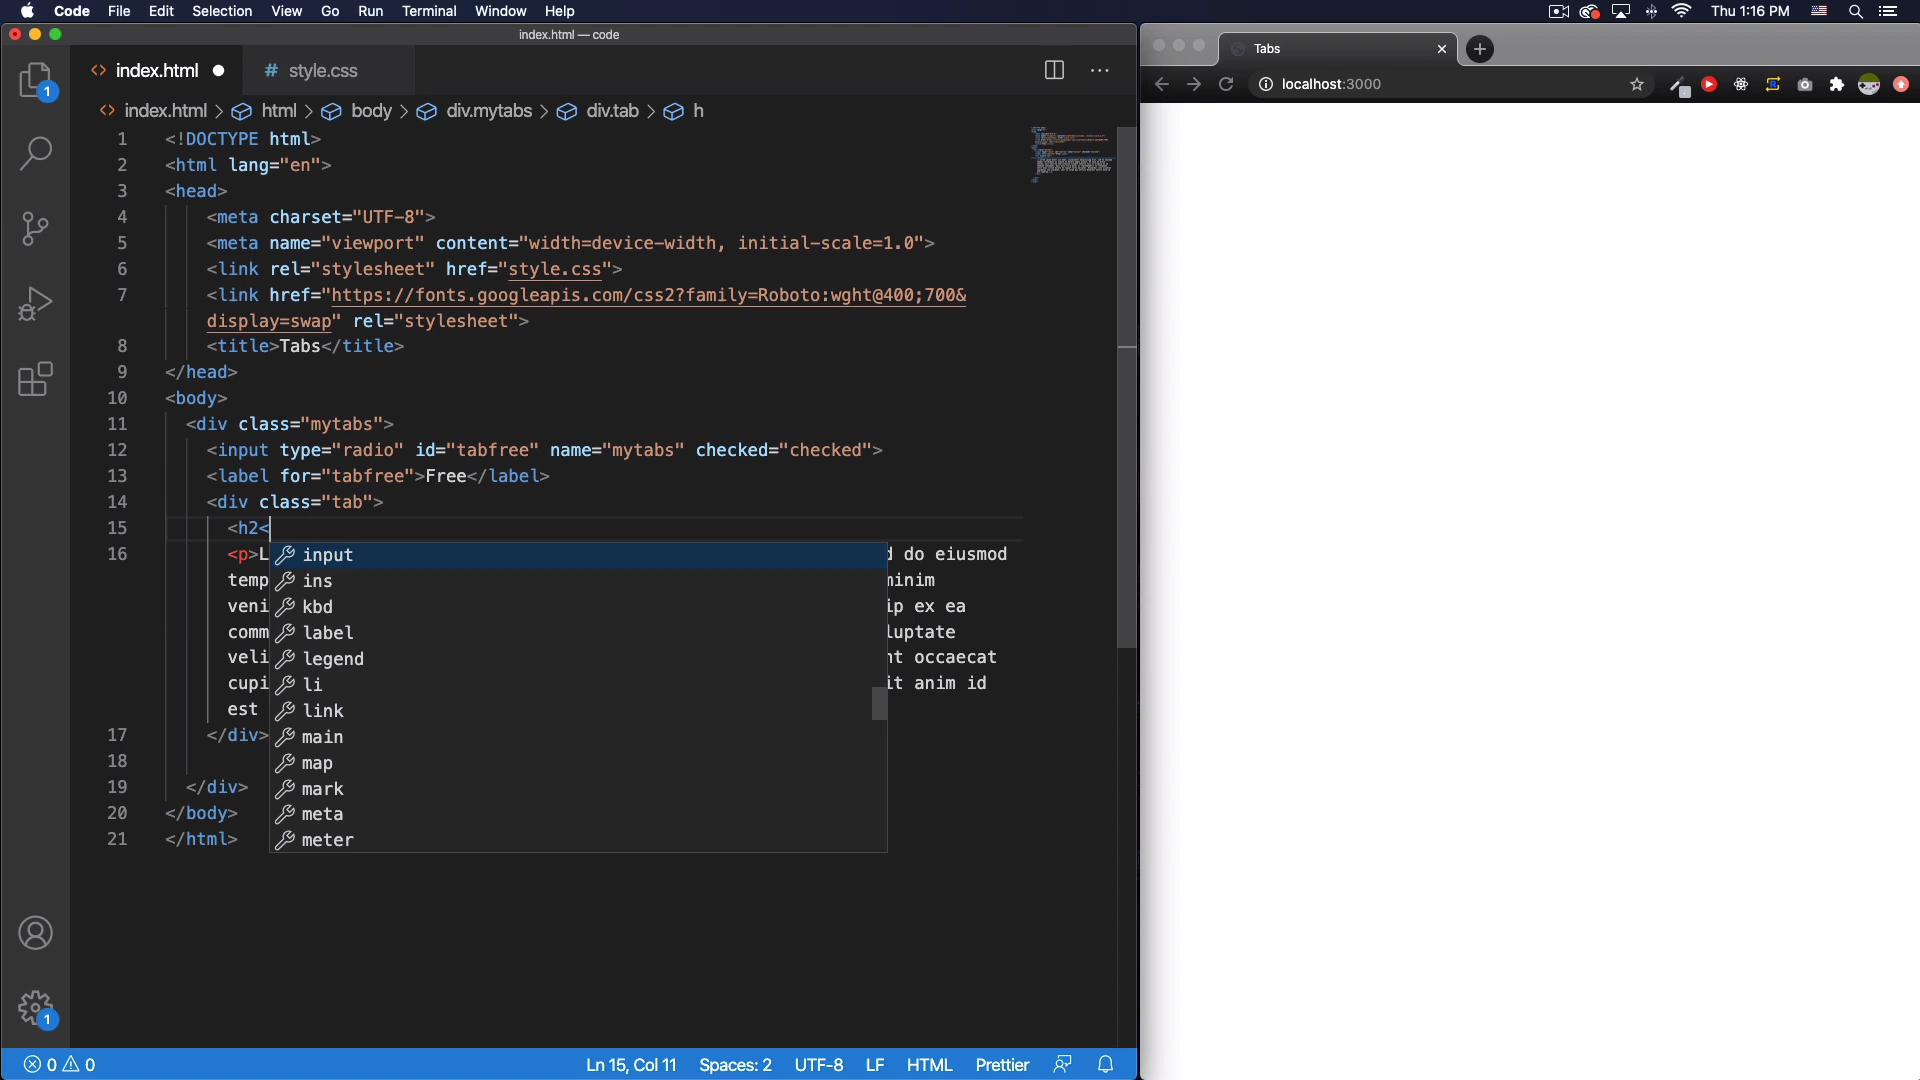 Code File Edit Selection View Go Run Terminal Window Help
Thu 1:16 PM
index.html — code
index.html
# style.css
Tabs
localhost:3000
1
index.html > html > body > div.mytabs > div.tab > h
1 <!DOCTYPE html>
2 <html lang="en">
3 <head>
4 <meta charset="UTF-8">
5 <meta name="viewport" content="width=device-width, initial-scale=1.0">
6 <link rel="stylesheet" href="style.css">
7 <link href="https://fonts.googleapis.com/css2?family=Roboto:wght@400;700&
display=swap" rel="stylesheet">
8 <title>Tabs</title>
9 </head>
10 <body>
11 <div class="mytabs">
12 <input type="radio" id="tabfree" name="mytabs" checked="checked">
13 <label for="tabfree">Free</label>
14 <div class="tab">
15 <h2<
16 <p>L input d do eiusmod
temp ins minim
veni kbd ip ex ea
comm label luptate
veli legend nt occaecat
cupi li it anim id
est link
17 </div> main
18 map
19 </div> mark
20 </body> meta
21 </html> meter
1
0 0
Ln 15, Col 11 Spaces: 2 UTF-8 LF HTML Prettier